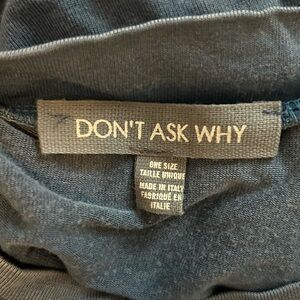 DON'T ASK WHY
ONE SIZE
TAILLE UNIQUE
MADE IN ITALY
FABRIQUÉ EN
ITALIE